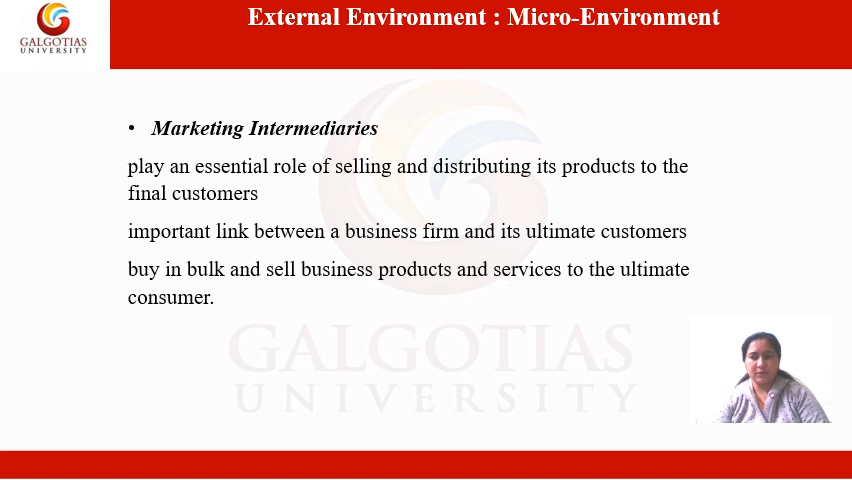 External Environment : Micro-Environment
GALGOTIAS
UNIVERSITY
• Marketing Intermediaries
play an essential role of selling and distributing its products to the
final customers
important link between a business firm and its ultimate customers
buy in bulk and sell business products and services to the ultimate
consumer.
GALGOTIAS
UNIVERSITY